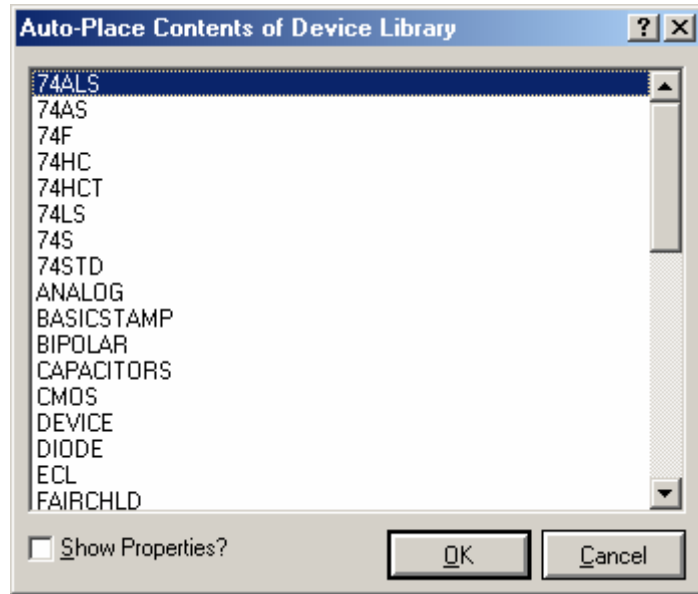 Auto-Place Contents of Device Library
74ALS
74AS
74F
74HC
74HCT
74LS
74S
74STD
ANALOG
BASICSTAMP
BIPOLAR
CAPACITORS
CMOS
DEVICE
DIODE
ECL
FAIRCHLD
Show Properties?
OK
Cancel